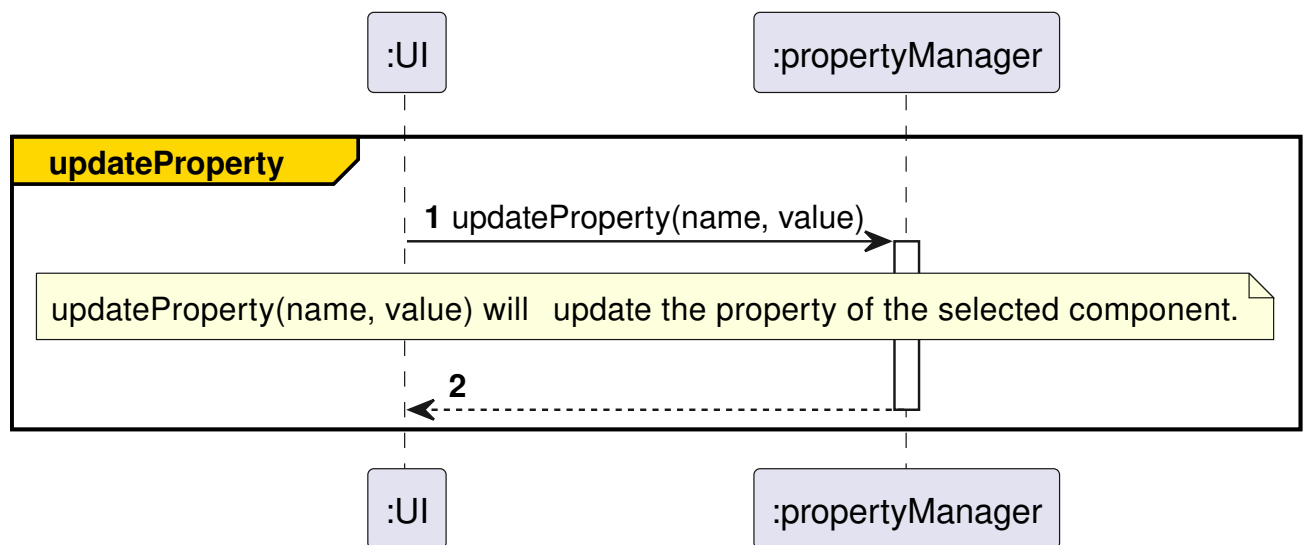 :UI
:propertyManager
updateProperty
1 updateProperty(name, value)
updateProperty(name, value) will  update the property of the selected component.
2
:UI
:propertyManager